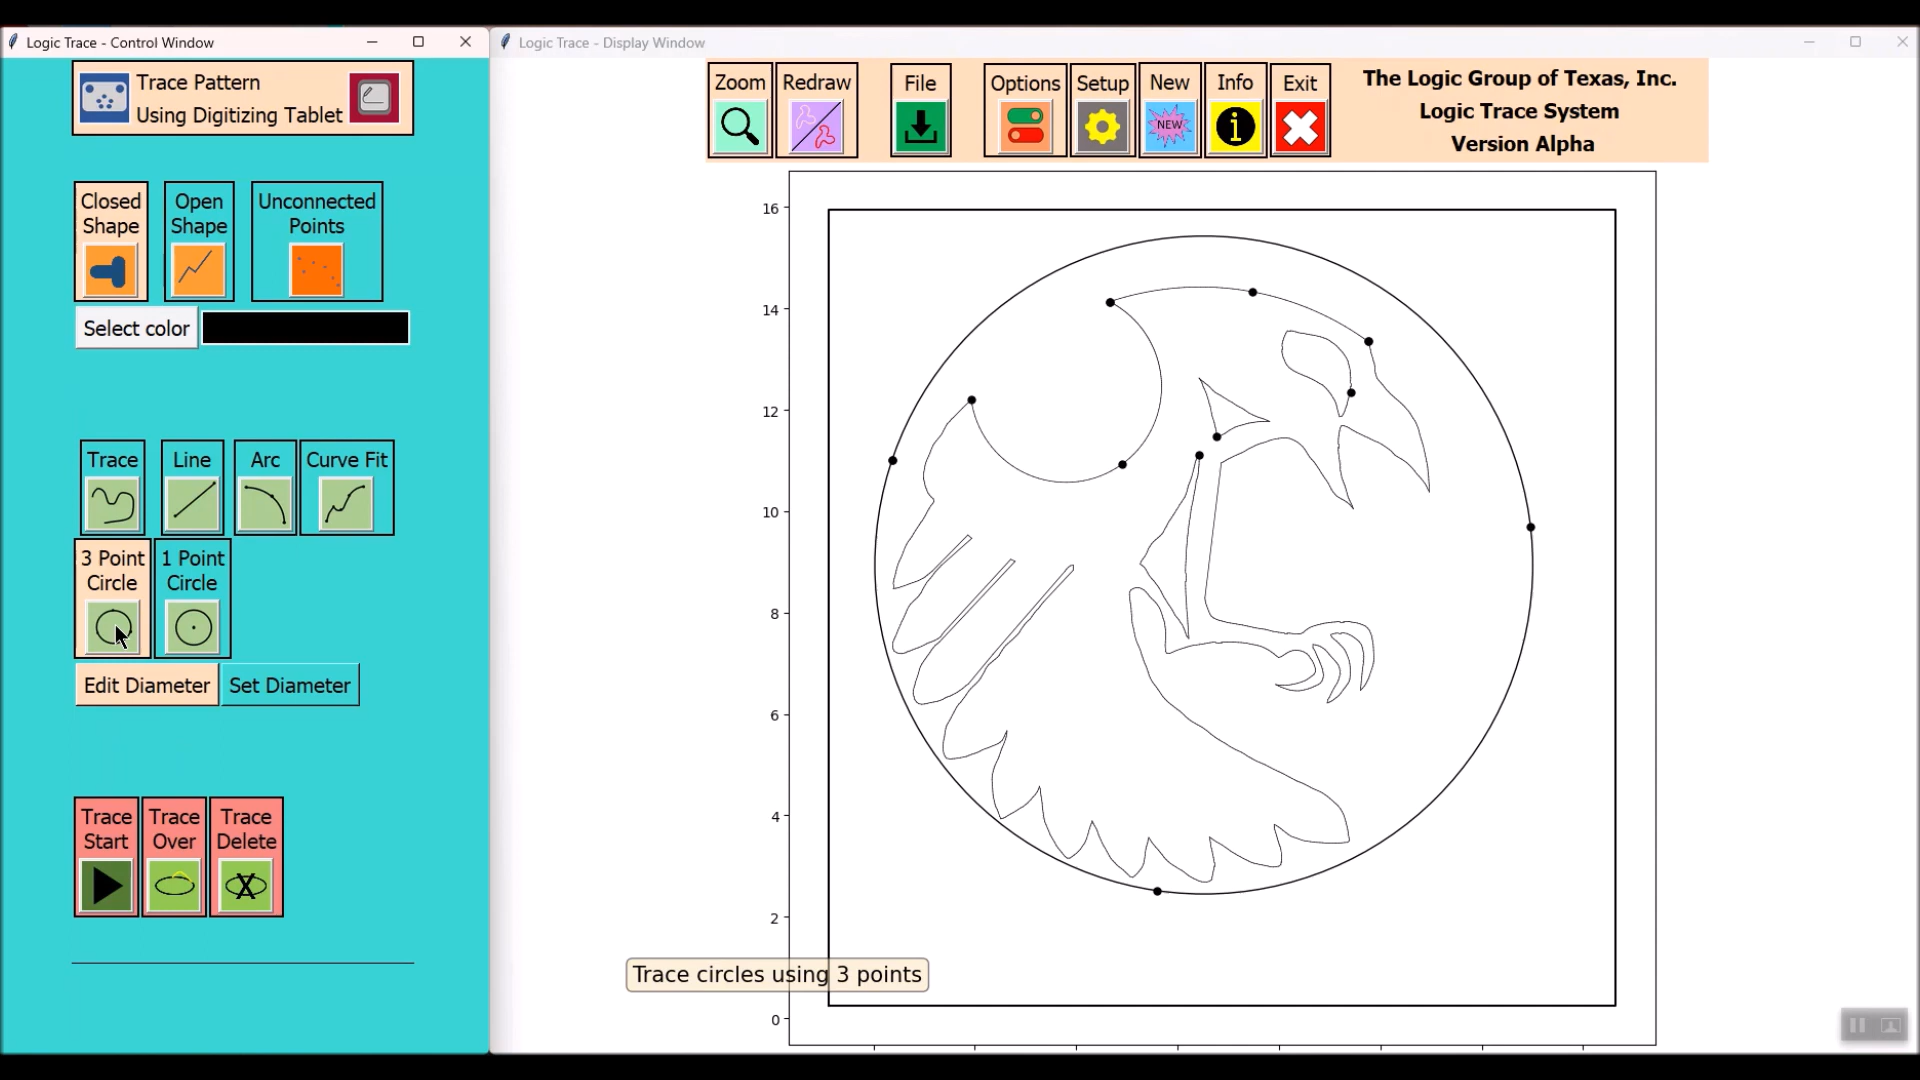 Logic Trace - Control Window
Trace Pattern
Using Digitizing Tablet
Closed
Shape
Open
Shape
Unconnected
Points
Select color
Trace
Line
Arc
Curve Fit
3 Point
Circle
1 Point
Circle
Edit Diameter
Set Diameter
Trace
Start
Trace
Over
Trace
Delete
X
Logic Trace - Display Window
Zoom
Redraw
File
Options
Setup
New
NEW
Info
i
Exit
The Logic Group of Texas, Inc.
Logic Trace System
Version Alpha
16
14
12
10
8
6
4
2
0
Trace circles using 3 points